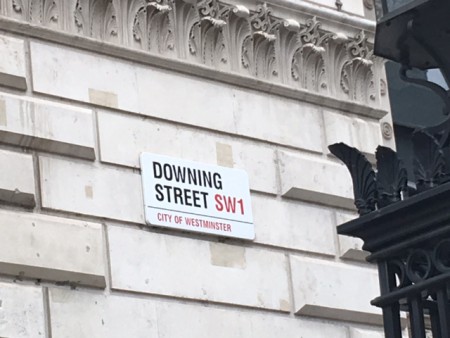 DOWNING
STREET SW1
CITY OF WESTMINSTER